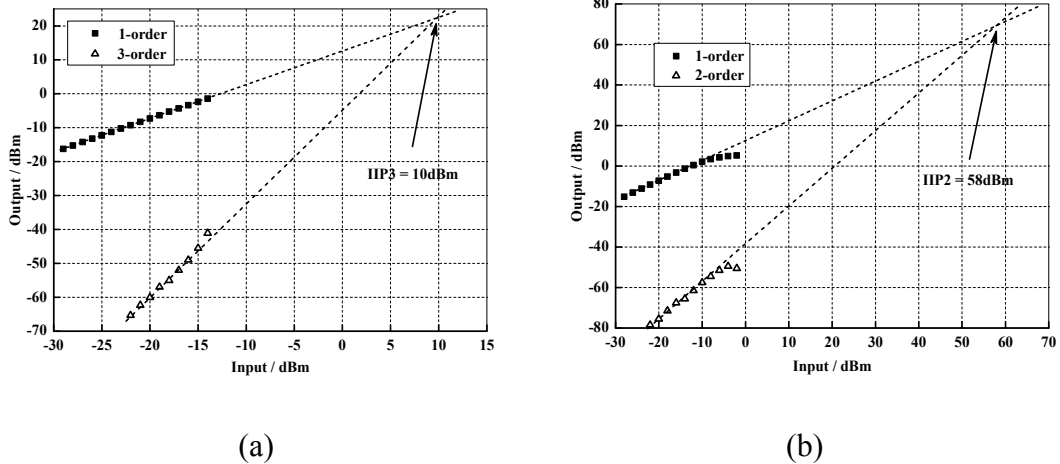 20
10
0
-10
-20
-30
-40
-50
-60
-70
Output / dBm
1-order
3-order
IIP3 = 10dBm
-30 -25 -20 -15 -10 -5 0 5 10 15
Input / dBm
(a)
80
60
40
20
0
-20
-40
-60
-80
Output / dBm
1-order
2-order
IIP2 = 58dBm
-30 -20 -10 0 10 20 30 40 50 60 70
Input / dBm
(b)